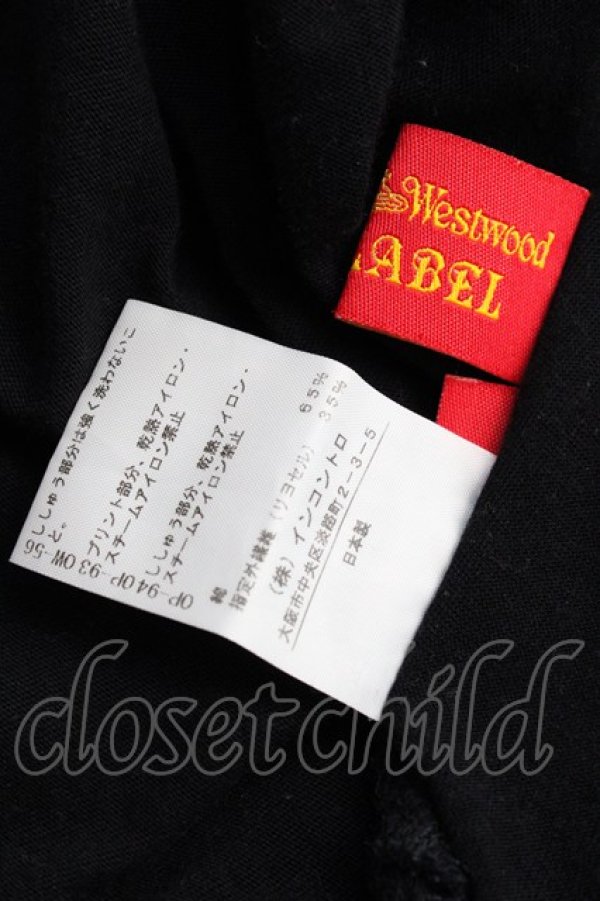 Westwood
LABEL
OW-56
ししゅう部分は強く洗わないこ
と。
OP-93
プリント部分、乾熱アイロン・
スチームアイロン禁止
OP-94
ししゅう部分、乾熱アイロン・
スチームアイロン禁止
綿 65%
指定外繊維（リヨセル） 35%
（株）インコントロ
大阪市中央区淡路町2-3-5
日本製
closetchild